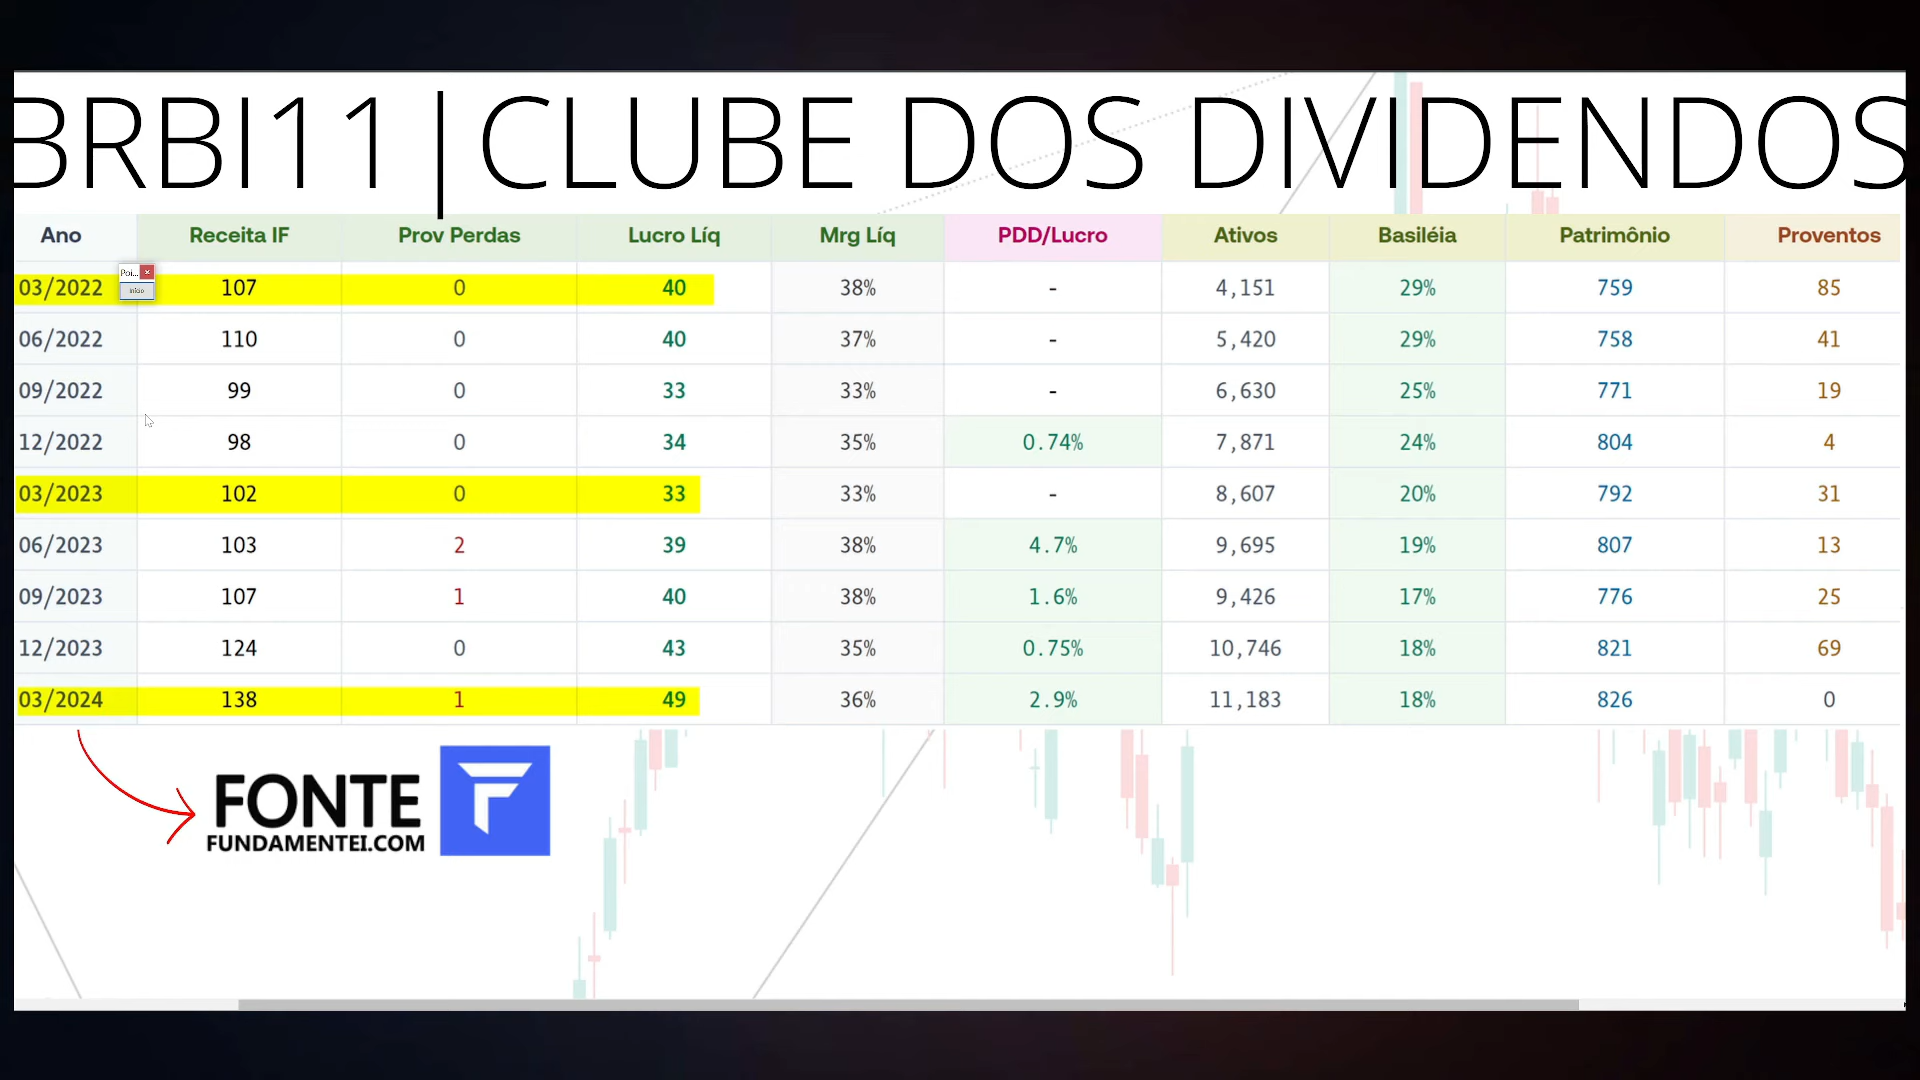 BRBI11|CLUBE DOS DIVIDENDOS
Ano Receita IF Prov Perdas Lucro Líq Mrg Líq PDD/Lucro Ativos Basiléia Patrimônio Proventos
Poi...
Início
03/2022 107 0 40 38% - 4,151 29% 759 85
06/2022 110 0 40 37% - 5,420 29% 758 41
09/2022 99 0 33 33% - 6,630 25% 771 19
12/2022 98 0 34 35% 0.74% 7,871 24% 804 4
03/2023 102 0 33 33% - 8,607 20% 792 31
06/2023 103 2 39 38% 4.7% 9,695 19% 807 13
09/2023 107 1 40 38% 1.6% 9,426 17% 776 25
12/2023 124 0 43 35% 0.75% 10,746 18% 821 69
03/2024 138 1 49 36% 2.9% 11,183 18% 826 0
FONTE
FUNDAMENTEI.COM